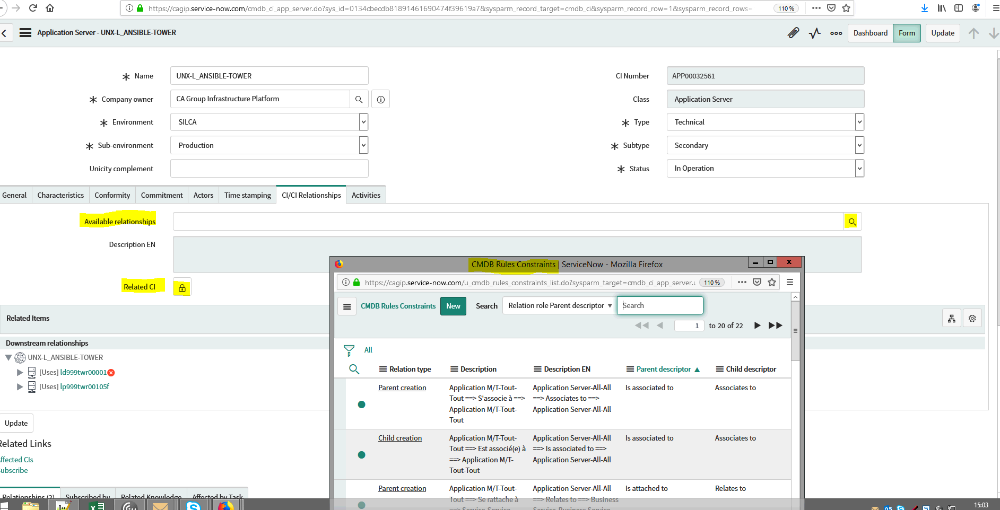 https://cagip.service-now.com/cmdb_ci_app_server.do?sys_id=0134cbecdb81891461690474f39619a7&sysparm_record_target=cmdb_ci&sysparm_record_row=1&sysparm_record_rows=
110 %
Application Server - UNX-L_ANSIBLE-TOWER
Dashboard
Form
Update
Name
UNX-L_ANSIBLE-TOWER
CI Number
APP00032561
Company owner
CA Group Infrastructure Platform
Class
Application Server
Environment
SILCA
Type
Technical
Sub-environment
Production
Subtype
Secondary
Unicity complement
Status
In Operation
General
Characteristics
Conformity
Commitment
Actors
Time stamping
CI/CI Relationships
Activities
Available relationships
Description EN
Related CI
Related Items
Downstream relationships
UNX-L_ANSIBLE-TOWER
[Uses] ld999twr00001
[Uses] lp999twr00105f
Update
Related Links
ffected CIs
ubscribe
Relationships (2)
Subscribed by
Related Knowledge
Affected by Task
CMDB Rules Constraints | ServiceNow - Mozilla Firefox
https://cagip.service-now.com/u_cmdb_rules_constraints_list.do?sysparm_target=cmdb_ci_app_server.u
110 %
CMDB Rules Constraints
New
Search
Relation role Parent descriptor
Search
1
to 20 of 22
All
Relation type
Description
Description EN
Parent descriptor
Child descriptor
Parent creation
Application M/T-Tout-
Tout ==> S'associe à ==>
Application M/T-Tout-
Tout
Application Server-All-All
==> Associates to ==>
Application Server-All-All
Is associated to
Associates to
Child creation
Application M/T-Tout-
Tout ==> Est associé(e) à
==> Application M/T-
Tout-Tout
Application Server-All-All
==> Is associated to ==>
Application Server-All-All
Is associated to
Associates to
Parent creation
Application M/T-Tout-
Tout ==> Se rattache à
==> Service-Service
Application Server-All-All
==> Relates to ==> Business
Service-Business Service
Is attached to
Relates to
15:03